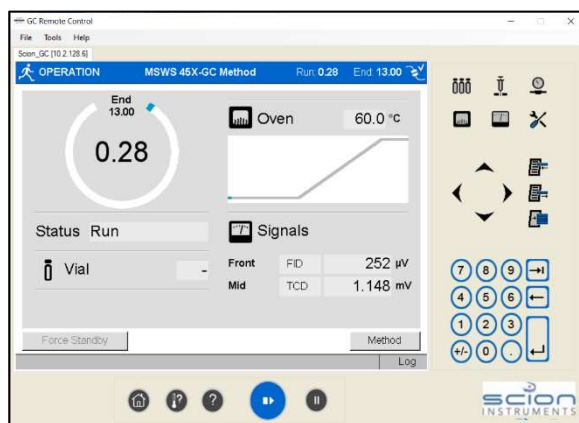 GC Remote Control
File Tools Help
Scion_GC (10.2.128.6)
OPERATION MSWS 45X-GC Method Run: 0.28 End: 13.00
End
13.00
0.28
Oven 60.0 °C
Status Run
Signals
Vial -
Front FID 252 µV
Mid TCD 1.148 mV
Force Standby Method
Log
7 8 9
4 5 6
1 2 3
+/- 0 .
? ?
scion
INSTRUMENTS